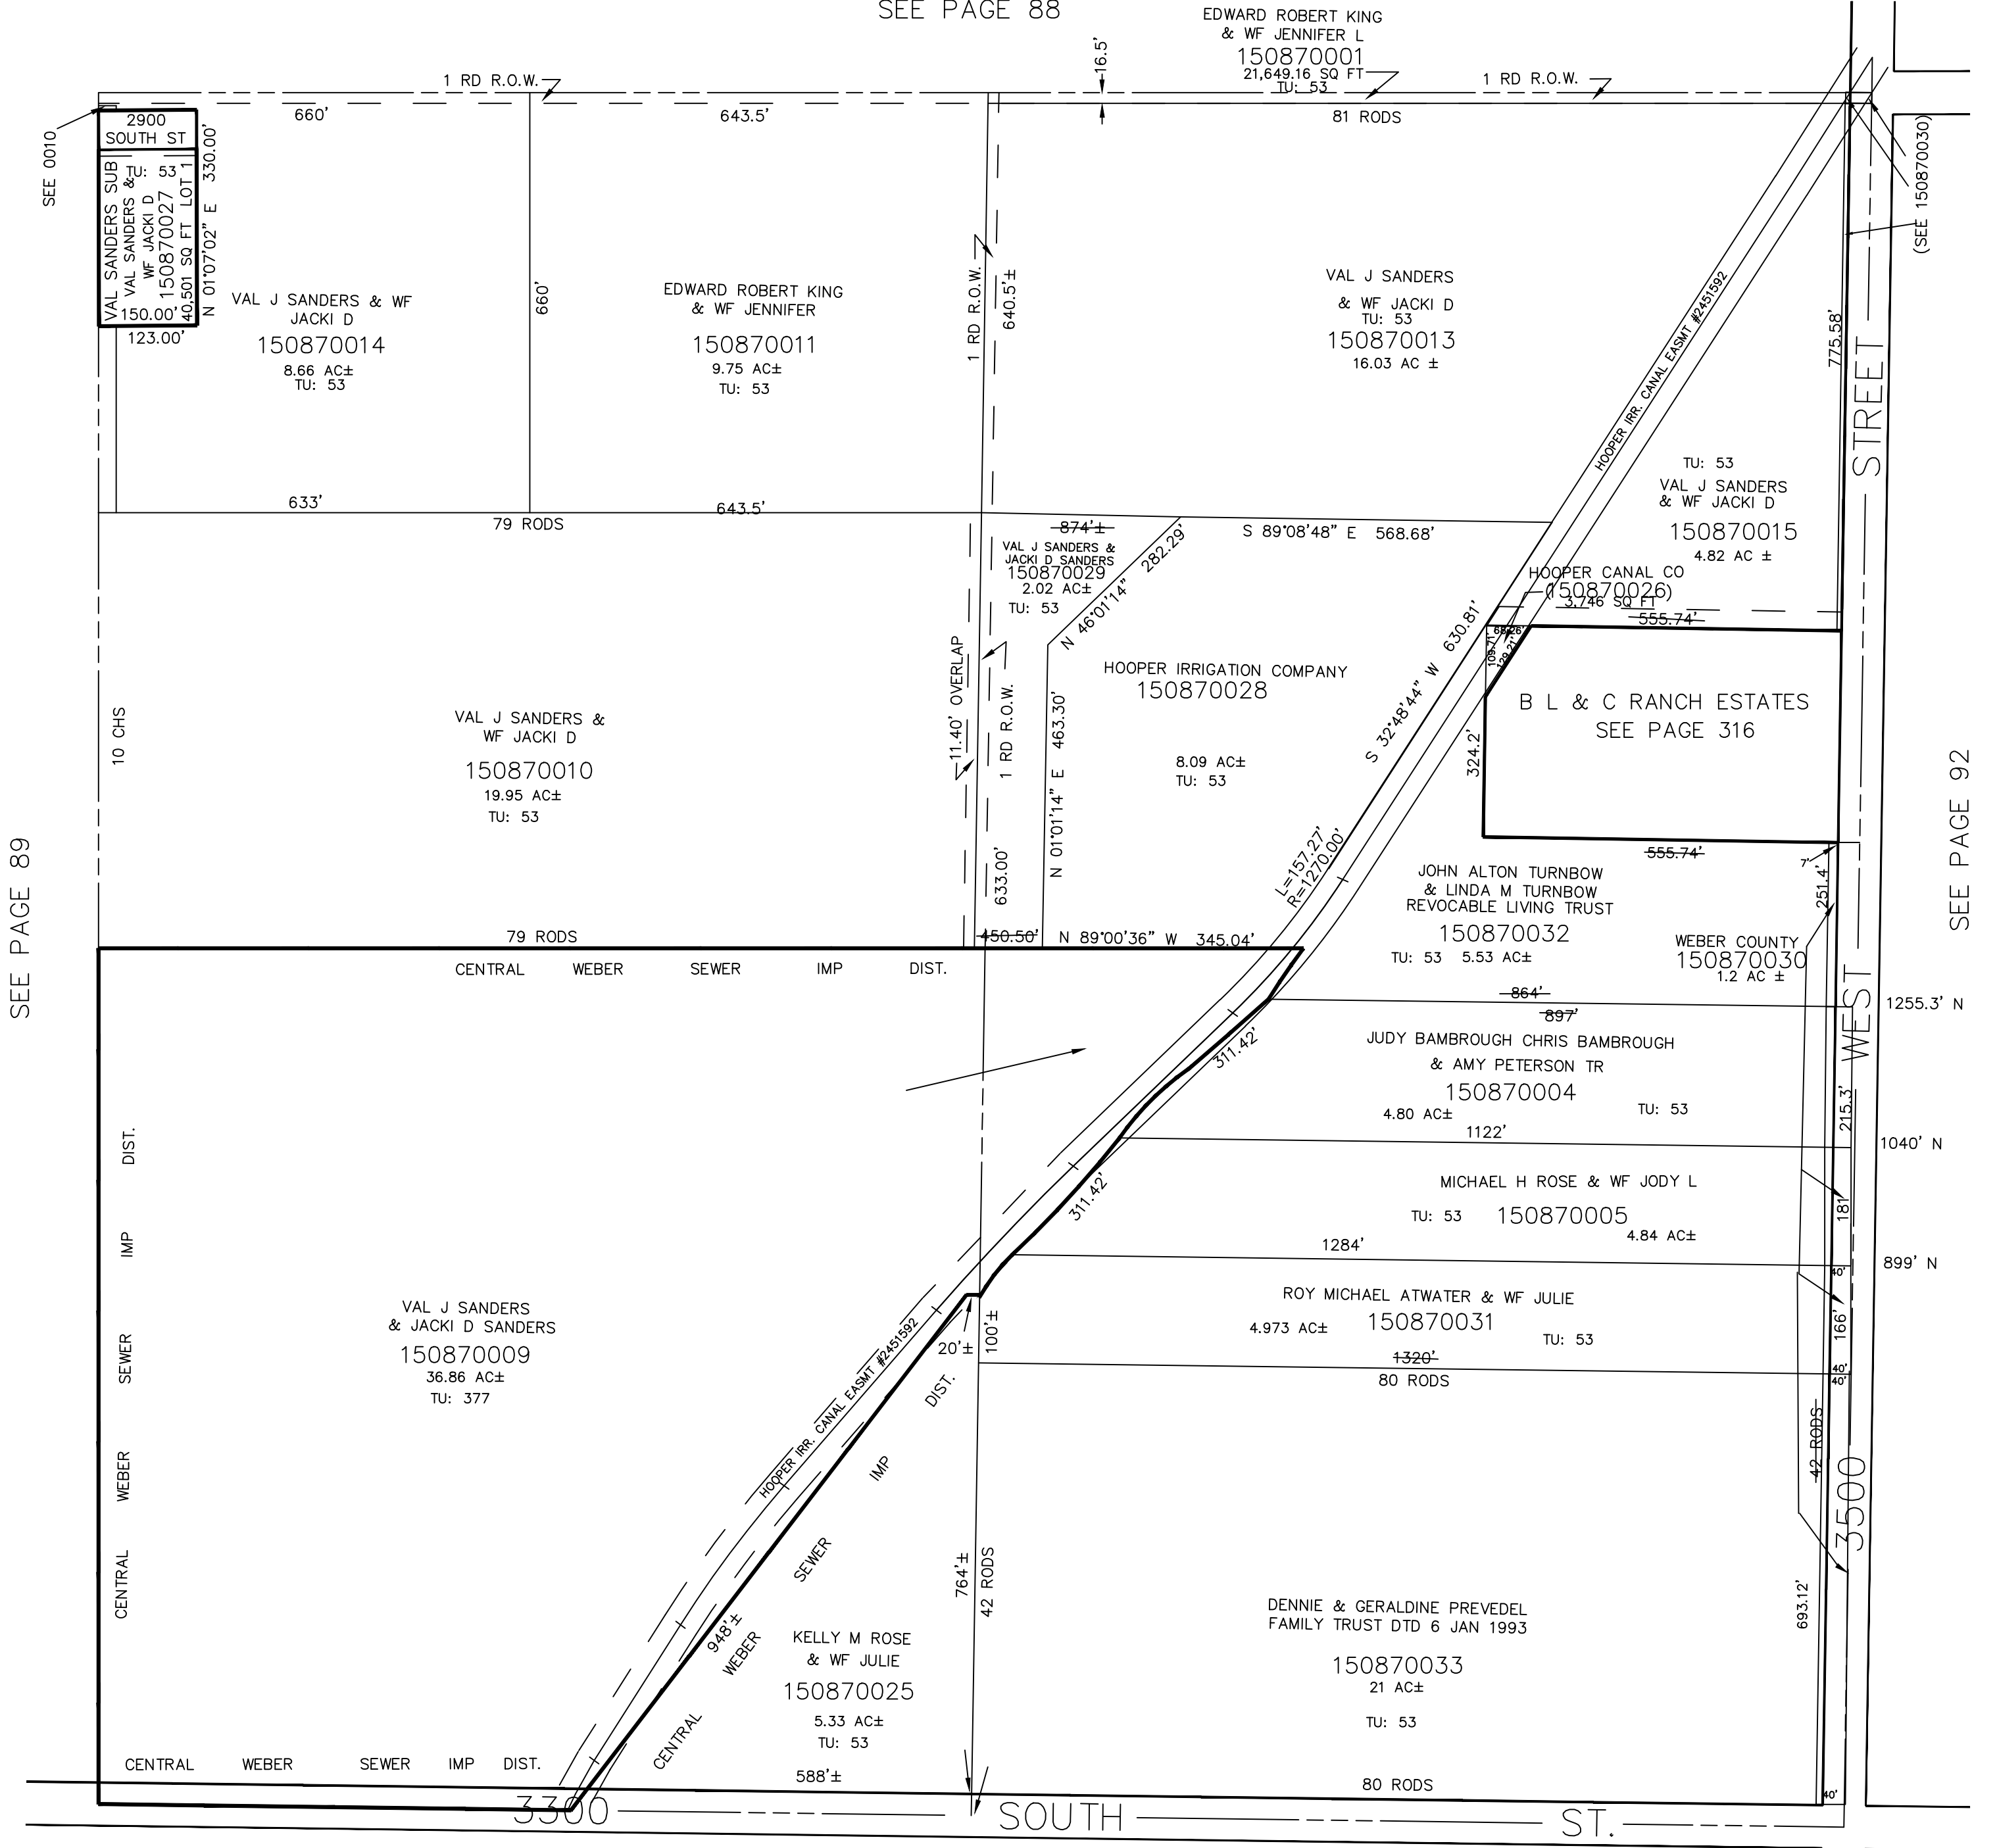 SEE PAGE 88
EDWARD ROBERT KING
& WF JENNIFER L
150870001
21,649.16 SQ FT
TU: 53
16.5'
1 RD R.O.W.
1 RD R.O.W.
660'
643.5'
81 RODS
SEE 0010
2900
SOUTH ST
VAL SANDERS SUB
VAL SANDERS &
WF JACKI D
150870027
40,501 SQ FT LOT 1
TU: 53
150.00'
N 01°07'02" E 330.00'
123.00'
VAL J SANDERS & WF
JACKI D
150870014
8.66 AC±
TU: 53
660'
EDWARD ROBERT KING
& WF JENNIFER
150870011
9.75 AC±
TU: 53
1 RD R.O.W.
640.5'±
VAL J SANDERS
& WF JACKI D
TU: 53
150870013
16.03 AC ±
HOOPER IRR. CANAL EASMT #2451592
775.58'
(SEE 150870030)
STREET
TU: 53
VAL J SANDERS
& WF JACKI D
150870015
4.82 AC ±
633'
643.5'
79 RODS
874'±
S 89°08'48" E 568.68'
VAL J SANDERS &
JACKI D SANDERS
150870029
2.02 AC±
TU: 53
N 46°01'14" 282.29'
HOOPER CANAL CO
(150870026)
3,746 SQ FT
555.74'
68.26'
109.71'
129.21'
B L & C RANCH ESTATES
SEE PAGE 316
324.2'
555.74'
7'
HOOPER IRRIGATION COMPANY
150870028
8.09 AC±
TU: 53
S 32°48'44" W 630.81'
L=157.27'
R=1270.00'
11.40' OVERLAP
1 RD R.O.W.
633.00'
N 01°01'14" E 463.30'
10 CHS
VAL J SANDERS &
WF JACKI D
150870010
19.95 AC±
TU: 53
SEE PAGE 89
SEE PAGE 92
79 RODS
450.50'
N 89°00'36" W 345.04'
CENTRAL WEBER SEWER IMP DIST.
JOHN ALTON TURNBOW
& LINDA M TURNBOW
REVOCABLE LIVING TRUST
150870032
TU: 53 5.53 AC±
251.4'
WEBER COUNTY
150870030
1.2 AC ±
864'
897'
1255.3' N
WEST
311.42'
JUDY BAMBROUGH CHRIS BAMBROUGH
& AMY PETERSON TR
150870004
4.80 AC±
TU: 53
215.3'
1122'
1040' N
311.42'
MICHAEL H ROSE & WF JODY L
TU: 53 150870005
4.84 AC±
181'
1284'
899' N
40'
ROY MICHAEL ATWATER & WF JULIE
4.973 AC± 150870031
TU: 53
166'
1320'
80 RODS
40'
40'
20'±
100'±
CENTRAL WEBER SEWER IMP DIST.
VAL J SANDERS
& JACKI D SANDERS
150870009
36.86 AC±
TU: 377
HOOPER IRR. CANAL EASMT #2451592
CENTRAL WEBER SEWER IMP DIST.
948'±
42 RODS
3500
764'±
42 RODS
693.12'
KELLY M ROSE
& WF JULIE
150870025
5.33 AC±
TU: 53
DENNIE & GERALDINE PREVEDEL
FAMILY TRUST DTD 6 JAN 1993
150870033
21 AC±
TU: 53
CENTRAL WEBER SEWER IMP DIST.
588'±
80 RODS
40'
3300 SOUTH ST.